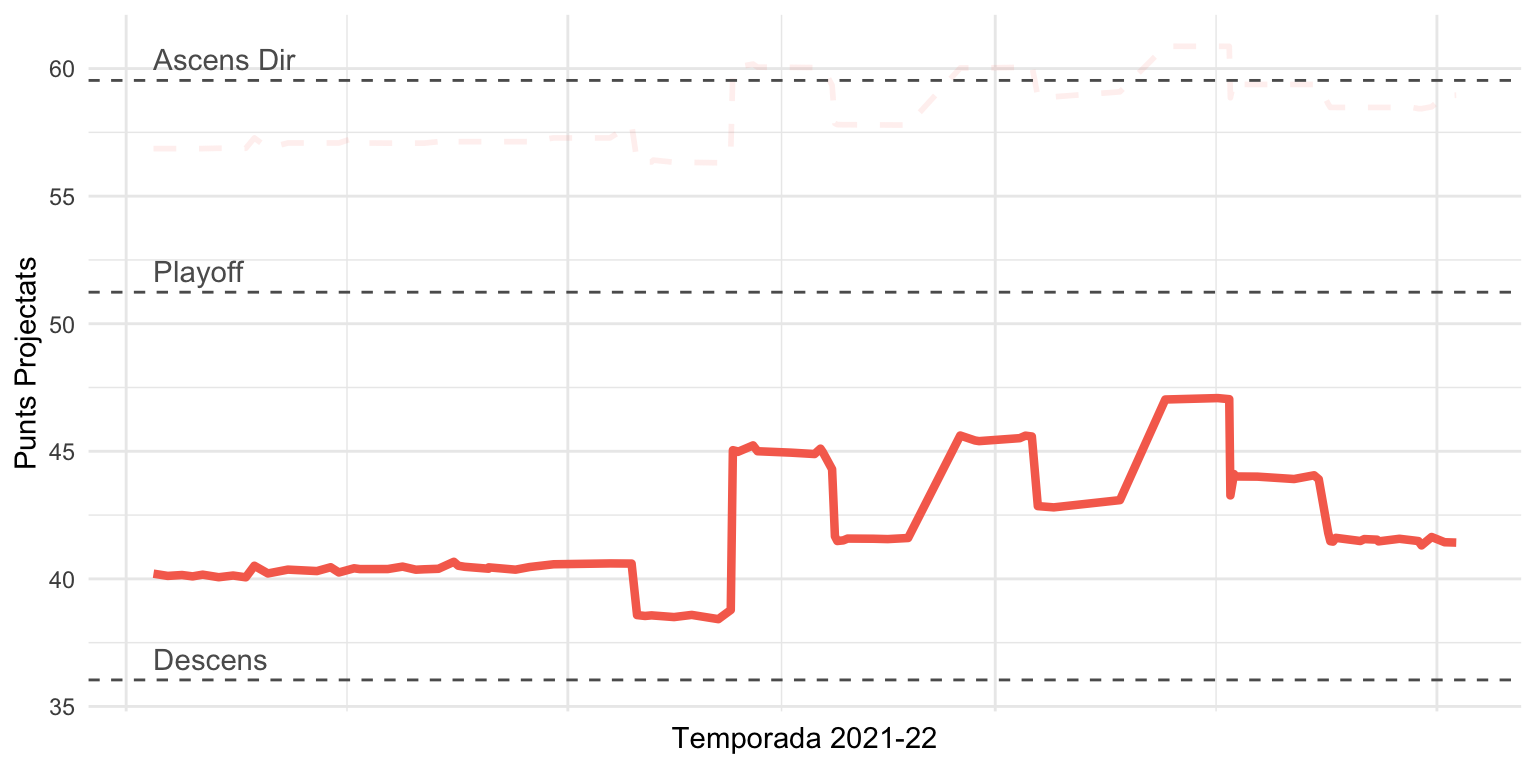 Ascens Dir
60
55
Playoff
50
45
40
Descens
35
Punts Projectats
Temporada 2021-22